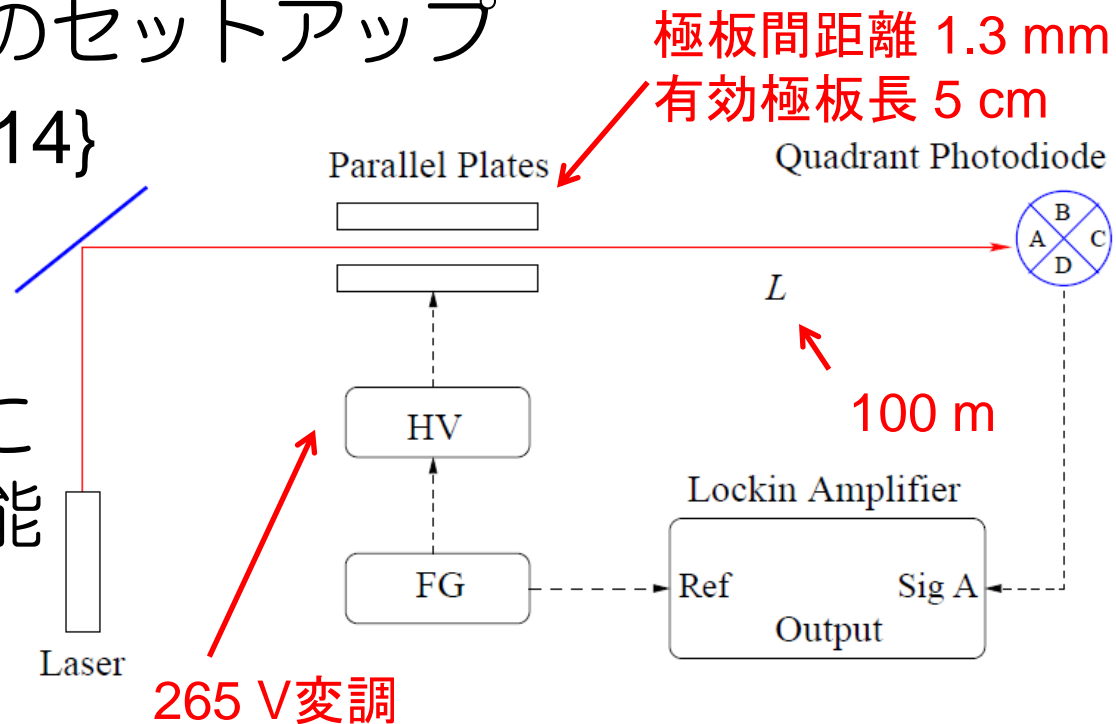 のセットアップ
14}
極板間距離 1.3 mm
有効極板長 5 cm
Parallel Plates
Quadrant Photodiode
B
A
C
D
L
100 m
に
能
HV
Lockin Amplifier
FG
Ref
Sig A
Output
Laser
265 V変調